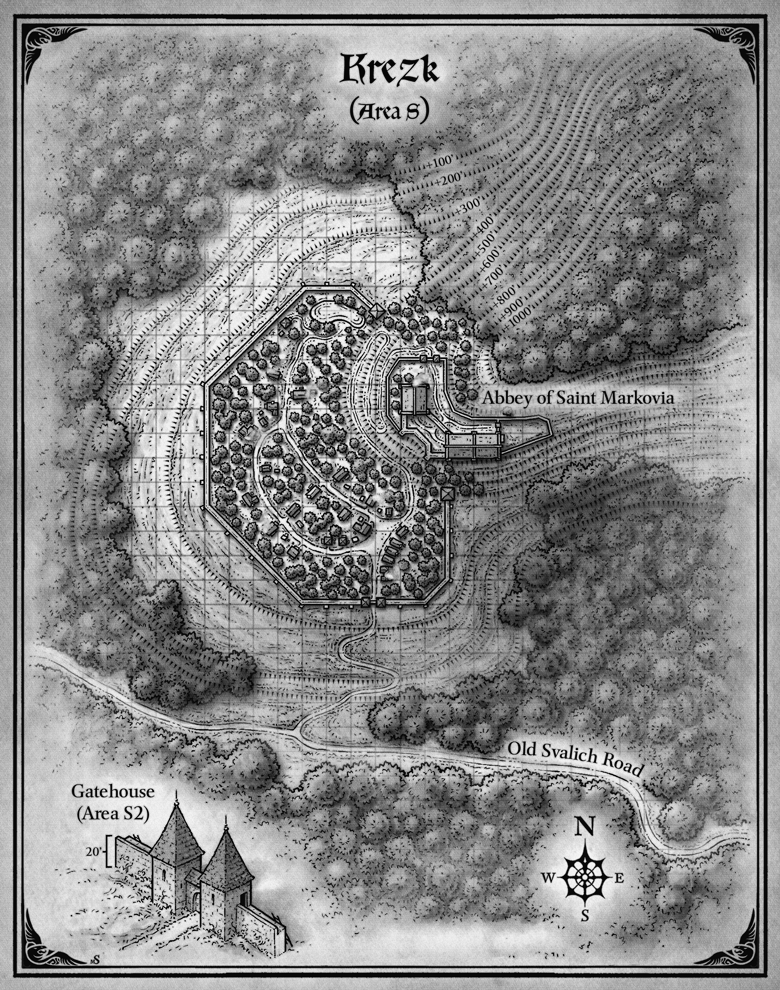 Krezk
(Area S)
+100'
+200'
+300'
+400'
+500'
+600'
+700'
+800'
+900'
+1000'
Abbey of Saint Markovia
Old Svalich Road
Gatehouse
(Area S2)
20'
N
W
E
S